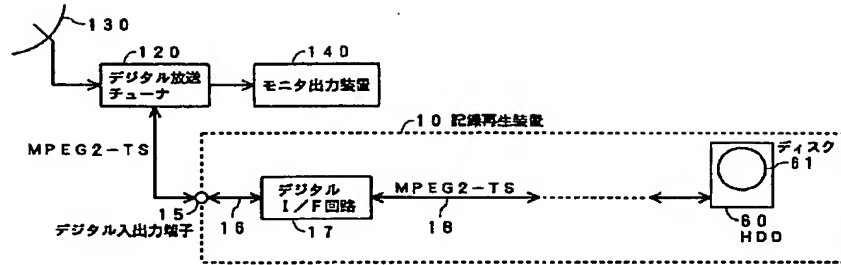 130
120
デジタル放送
チューナ
140
モニタ出力装置
MPEG2-TS
10 記録再生装置
ディスク
61
デジタル
I/F回路
MPEG2-TS
15
16
17
18
デジタル入出力端子
60
HDD